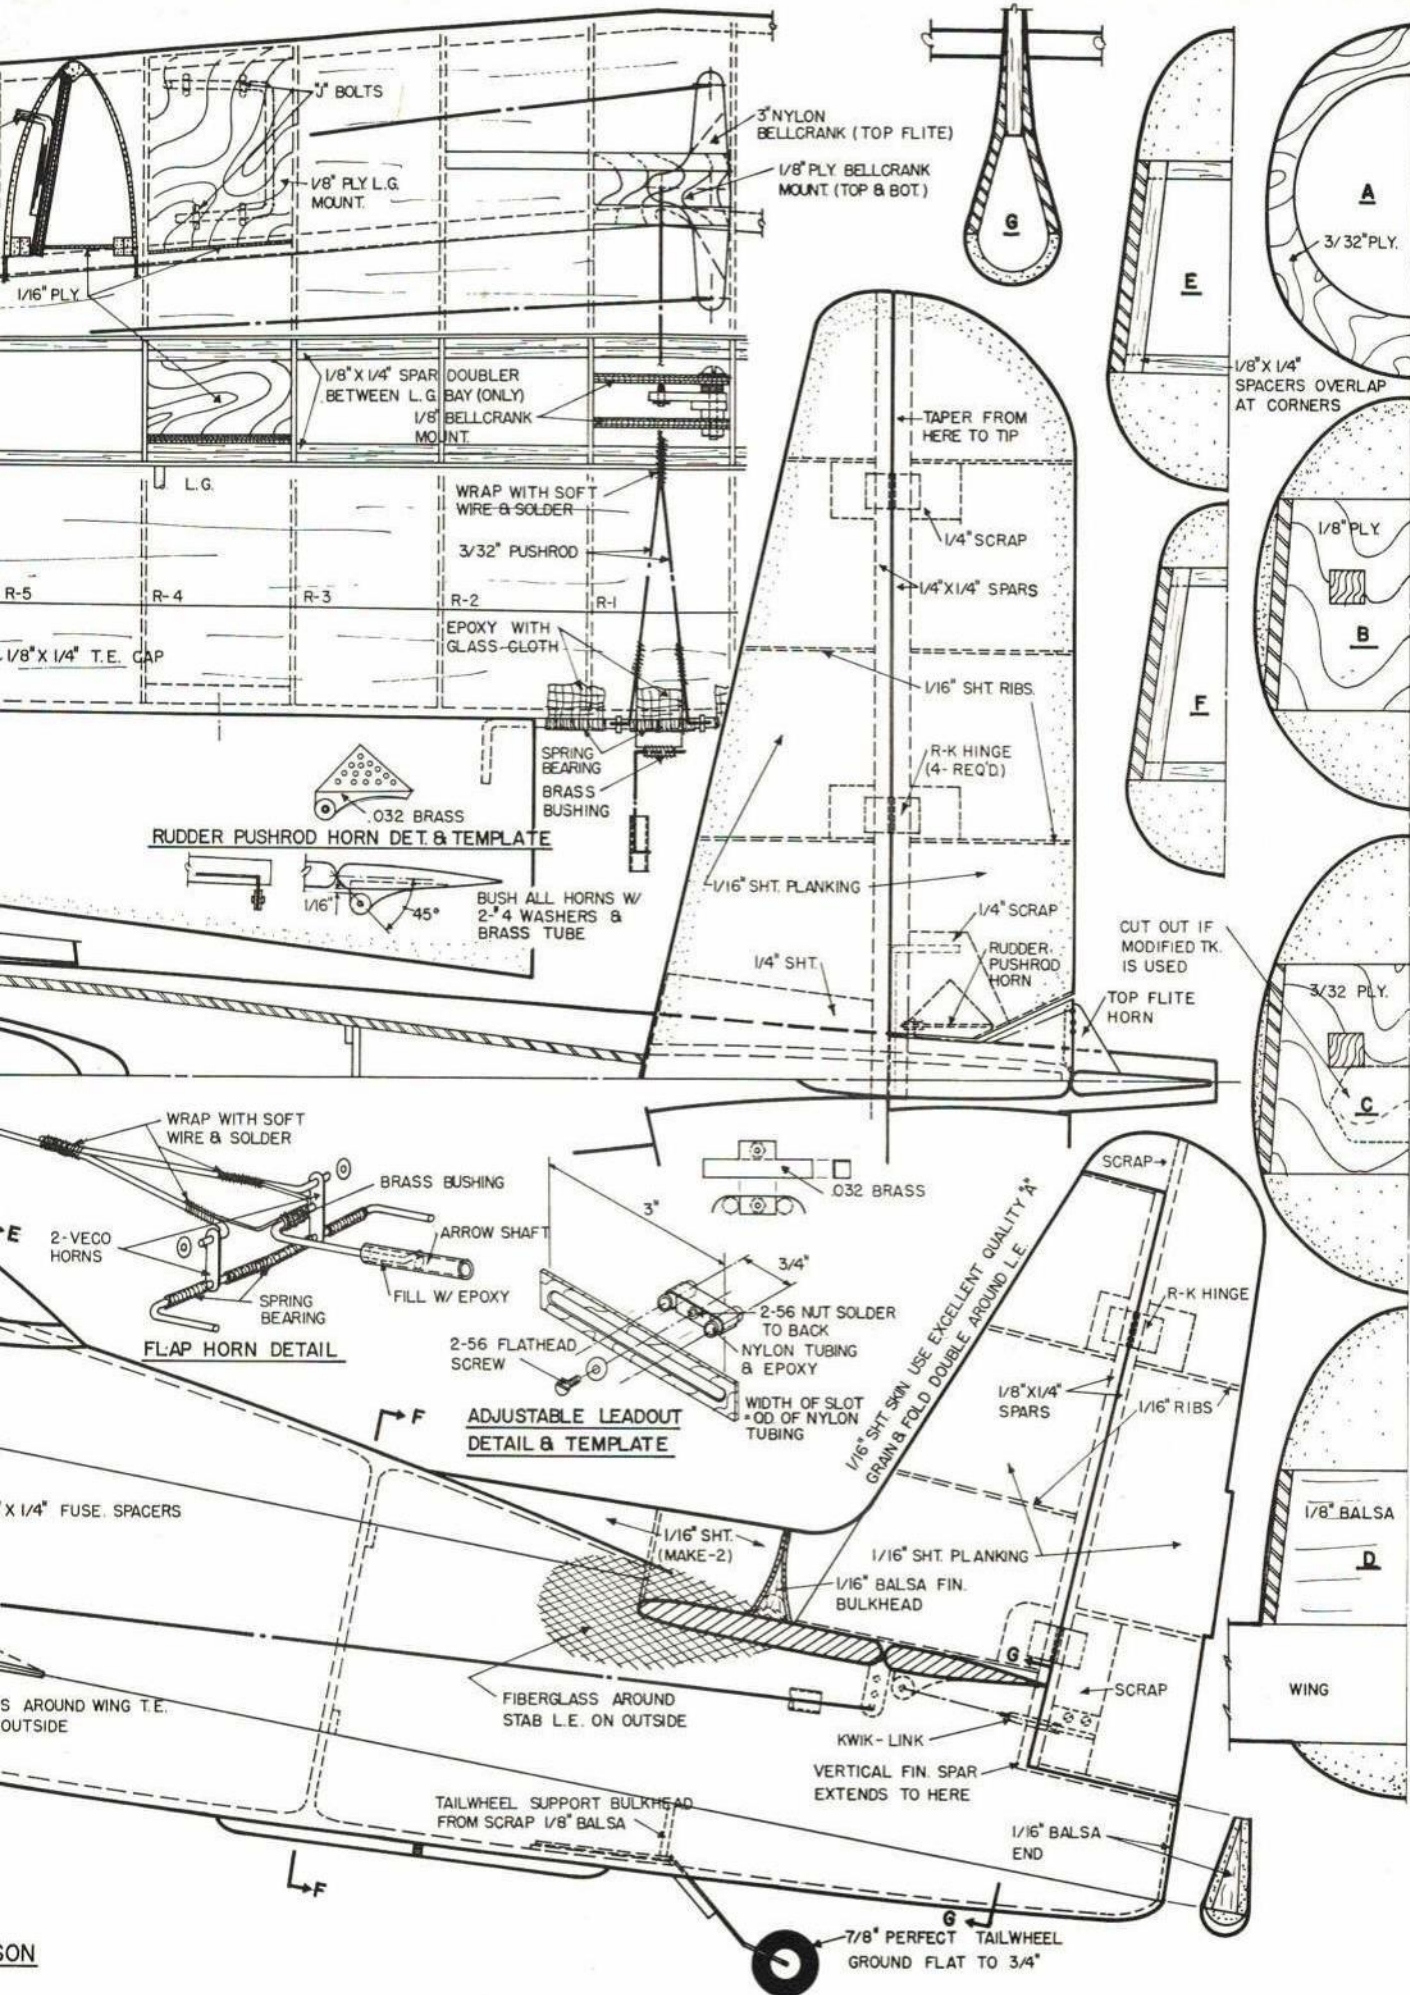 "J" BOLTS
1/8" PLY L.G.
MOUNT.
1/16" PLY.
3" NYLON
BELLCRANK (TOP FLITE)
1/8" PLY. BELLCRANK
MOUNT. (TOP & BOT.)
G
E
A
3/32" PLY.
1/8" X 1/4"
SPACERS OVERLAP
AT CORNERS
1/8" X 1/4" SPAR DOUBLER
BETWEEN L.G. BAY (ONLY)
1/8" BELLCRANK
MOUNT.
L.G.
WRAP WITH SOFT
WIRE & SOLDER
3/32" PUSHROD
R-5
R-4
R-3
R-2
R-1
1/8" X 1/4" T.E. CAP
EPOXY WITH
GLASS CLOTH
SPRING
BEARING
BRASS
BUSHING
TAPER FROM
HERE TO TIP
1/4" SCRAP
1/4" X 1/4" SPARS
1/16" SHT. RIBS.
R-K HINGE
(4- REQ'D.)
1/16" SHT. PLANKING
1/4" SCRAP
RUDDER
PUSHROD
HORN
1/4" SHT.
TOP FLITE
HORN
1/8" PLY.
B
F
CUT OUT IF
MODIFIED TK.
IS USED
3/32 PLY.
C
.032 BRASS
RUDDER PUSHROD HORN DET. & TEMPLATE
1/16"
45°
BUSH ALL HORNS W/
2-#4 WASHERS &
BRASS TUBE
WRAP WITH SOFT
WIRE & SOLDER
BRASS BUSHING
E
2-VECO
HORNS
ARROW SHAFT
FILL W/ EPOXY
SPRING
BEARING
FLAP HORN DETAIL
.032 BRASS
3"
3/4"
2-56 NUT SOLDER
TO BACK
NYLON TUBING
& EPOXY
2-56 FLATHEAD
SCREW
WIDTH OF SLOT
= OD. OF NYLON
TUBING
ADJUSTABLE LEADOUT
DETAIL & TEMPLATE
1/16" SHT. SKIN. USE EXCELLENT QUALITY "A"
GRAIN & FOLD DOUBLE AROUND L.E.
SCRAP
R-K HINGE
1/8" X 1/4"
SPARS
1/16" RIBS
1/8" BALSA
D
WING
F
X 1/4" FUSE. SPACERS
1/16" SHT.
(MAKE-2)
1/16" SHT. PLANKING
1/16" BALSA FIN.
BULKHEAD
G
SCRAP
S AROUND WING T.E.
OUTSIDE
FIBERGLASS AROUND
STAB L.E. ON OUTSIDE
KWIK-LINK
VERTICAL FIN. SPAR
EXTENDS TO HERE
TAILWHEEL SUPPORT BULKHEAD
FROM SCRAP 1/8" BALSA
1/16" BALSA
END
F
G
7/8" PERFECT TAILWHEEL
GROUND FLAT TO 3/4"
SON